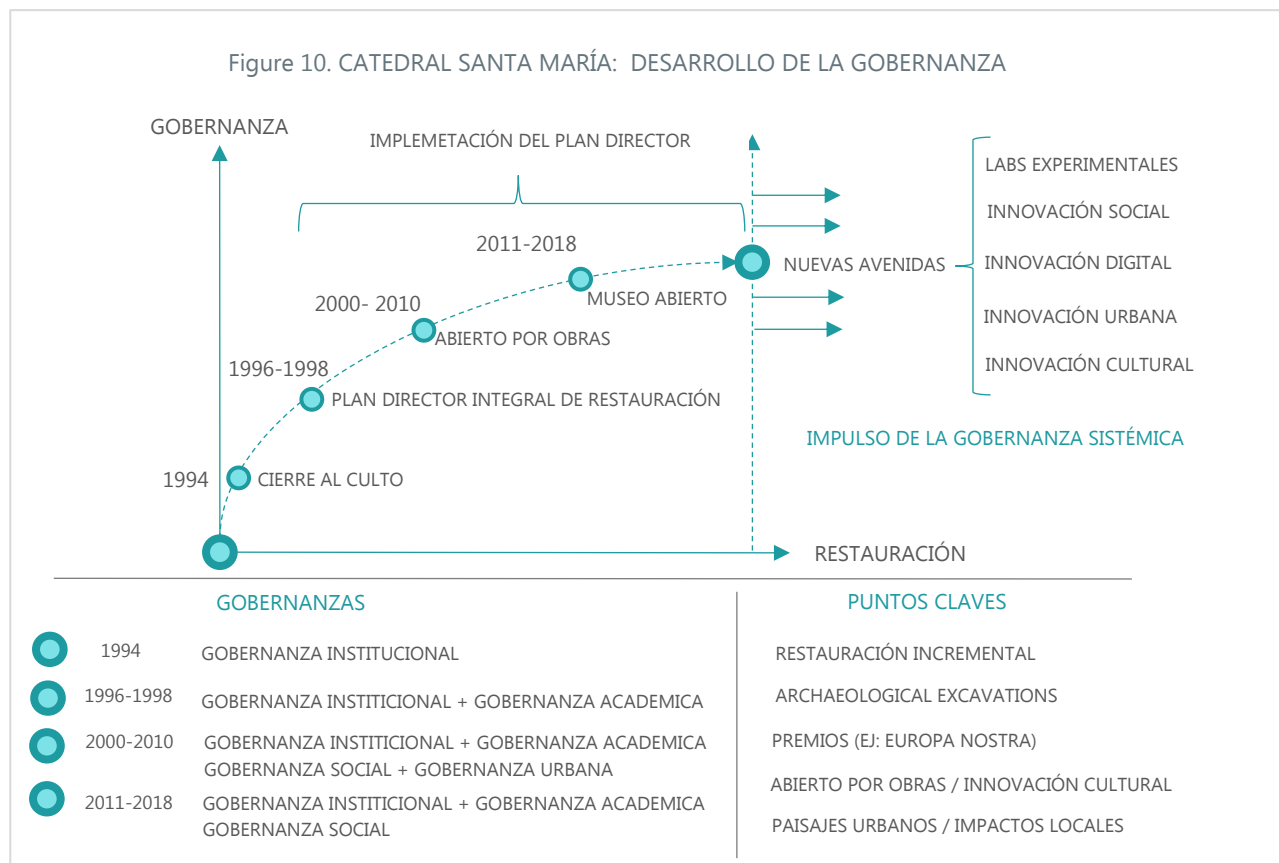 Figure 10. CATEDRAL SANTA MARÍA: DESARROLLO DE LA GOBERNANZA
GOBERNANZA
IMPLEMETACIÓN DEL PLAN DIRECTOR
2011-2018
MUSEO ABIERTO
2000- 2010
ABIERTO POR OBRAS
1996-1998
PLAN DIRECTOR INTEGRAL DE RESTAURACIÓN
1994
CIERRE AL CULTO
RESTAURACIÓN
NUEVAS AVENIDAS
LABS EXPERIMENTALES
INNOVACIÓN SOCIAL
INNOVACIÓN DIGITAL
INNOVACIÓN URBANA
INNOVACIÓN CULTURAL
IMPULSO DE LA GOBERNANZA SISTÉMICA
GOBERNANZAS
1994 GOBERNANZA INSTITUCIONAL
1996-1998 GOBERNANZA INSTITICIONAL + GOBERNANZA ACADEMICA
2000-2010 GOBERNANZA INSTITICIONAL + GOBERNANZA ACADEMICA
GOBERNANZA SOCIAL + GOBERNANZA URBANA
2011-2018 GOBERNANZA INSTITICIONAL + GOBERNANZA ACADEMICA
GOBERNANZA SOCIAL
PUNTOS CLAVES
RESTAURACIÓN INCREMENTAL
ARCHAEOLOGICAL EXCAVATIONS
PREMIOS (EJ: EUROPA NOSTRA)
ABIERTO POR OBRAS / INNOVACIÓN CULTURAL
PAISAJES URBANOS / IMPACTOS LOCALES